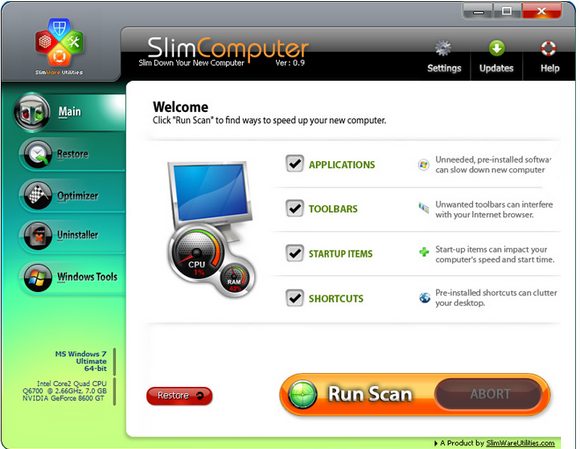 SlimWare Utilities
SlimComputer
Slim Down Your New Computer Ver: 0.9
Settings
Updates
Help
Main
Restore
Optimizer
Uninstaller
Windows Tools
MS Windows 7
Ultimate
64-bit
Intel Core2 Quad CPU
Q6700 @ 2.66GHz, 7.0 GB
NVIDIA GeForce 8600 GT
Welcome
Click "Run Scan" to find ways to speed up your new computer.
CPU
1%
RAM
43%
APPLICATIONS
Unneeded, pre-installed softwar
can slow down new computer
TOOLBARS
Unwanted toolbars can interfere
with your Internet browser.
STARTUP ITEMS
Start-up items can impact your
computer's speed and start time.
SHORTCUTS
Pre-installed shortcuts can clutter
your desktop.
Restore
Run Scan
ABORT
A Product by SlimWareUtilities.com